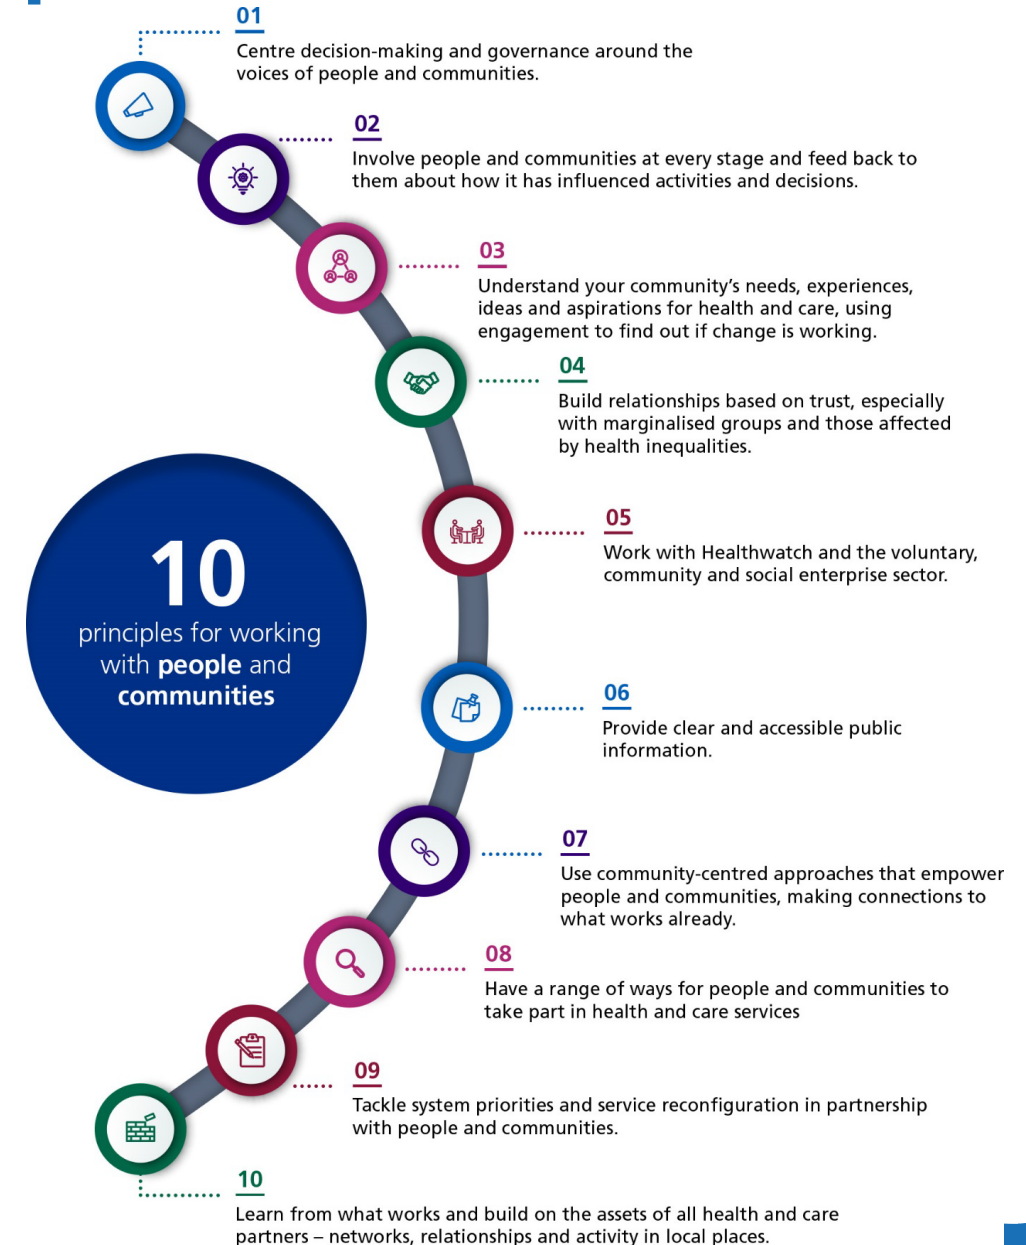 01
Centre decision-making and governance around the
voices of people and communities.
02
Involve people and communities at every stage and feed back to
them about how it has influenced activities and decisions.
03
Understand your community’s needs, experiences,
ideas and aspirations for health and care, using
engagement to find out if change is working.
04
Build relationships based on trust, especially
with marginalised groups and those affected
by health inequalities.
10
principles for working
with people and
communities
05
Work with Healthwatch and the voluntary,
community and social enterprise sector.
06
Provide clear and accessible public
information.
07
Use community-centred approaches that empower
people and communities, making connections to
what works already.
08
Have a range of ways for people and communities to
take part in health and care services
09
Tackle system priorities and service reconfiguration in partnership
with people and communities.
10
Learn from what works and build on the assets of all health and care
partners – networks, relationships and activity in local places.